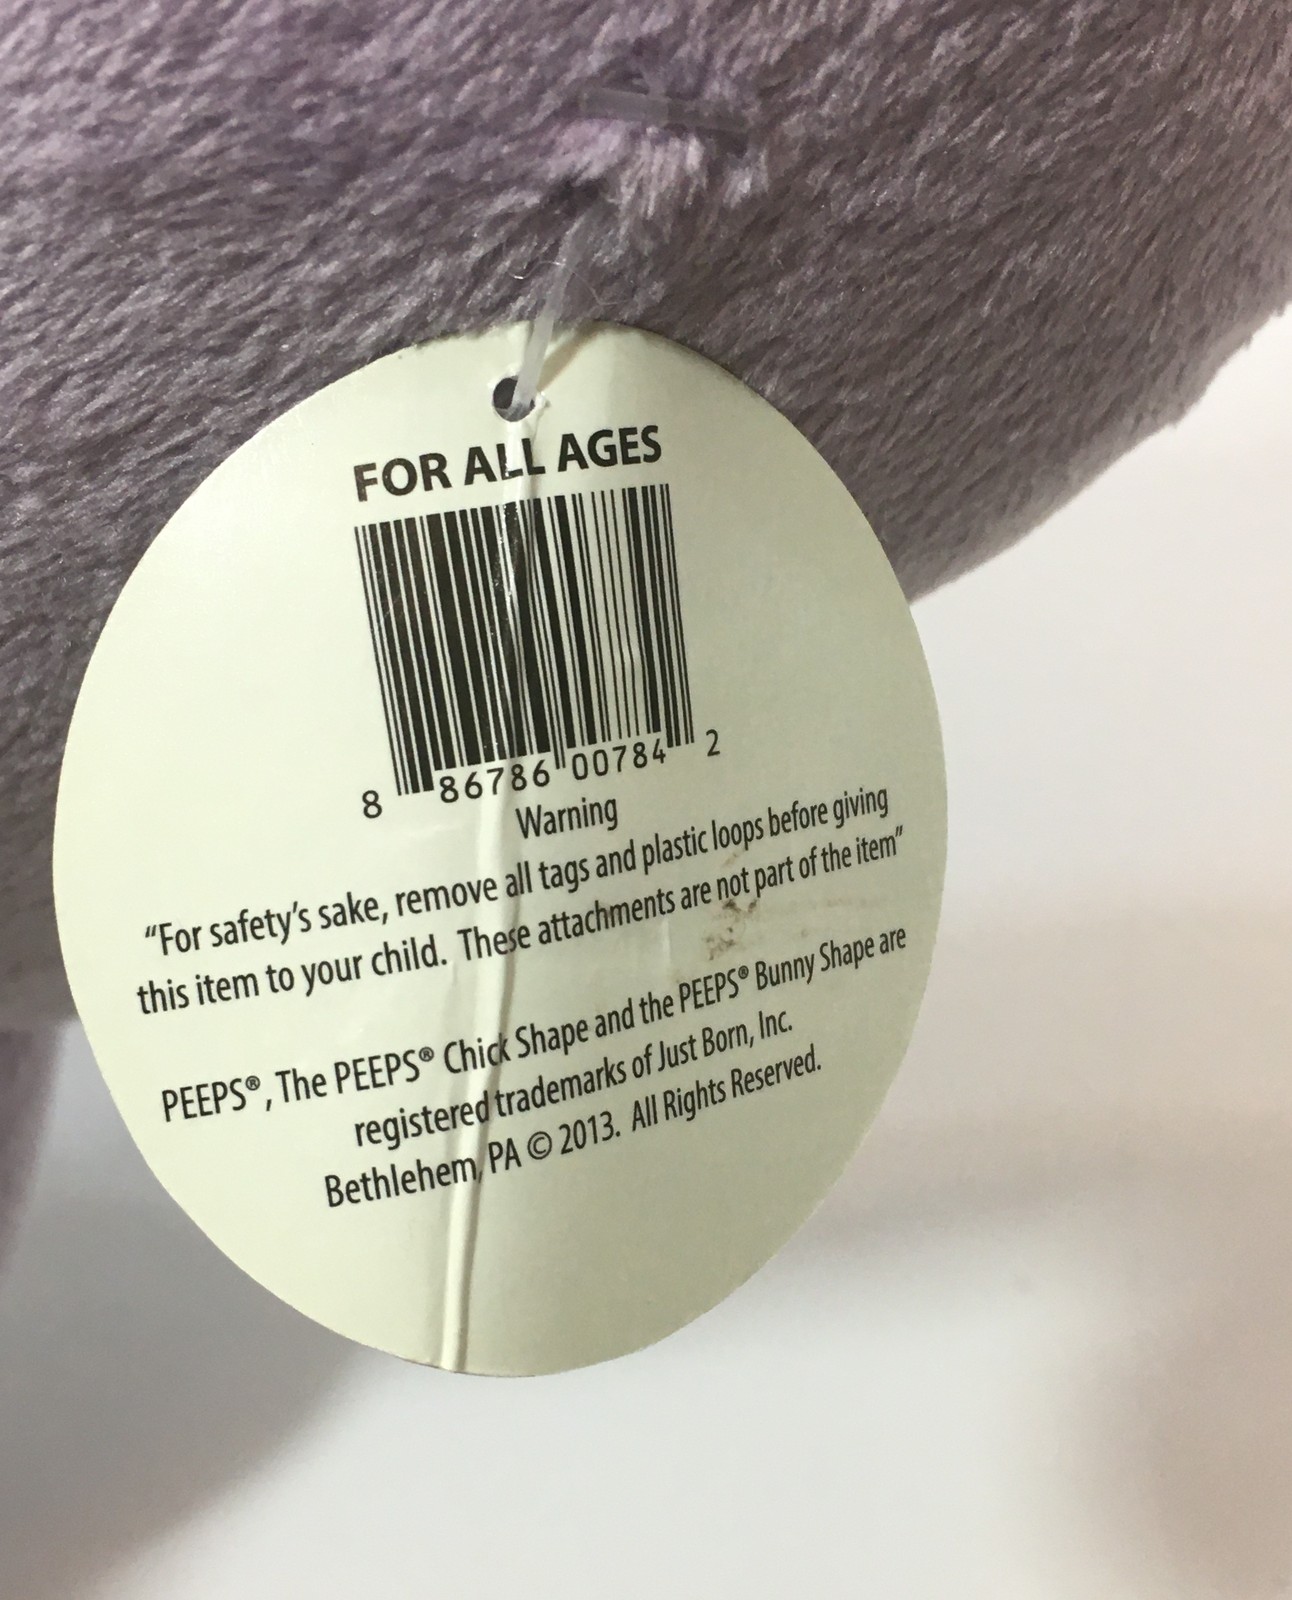 FOR ALL AGES
8 86786 00784 2
Warning
“For safety’s sake, remove all tags and plastic loops before giving
this item to your child. These attachments are not part of the item”
PEEPS®, The PEEPS® Chick Shape and the PEEPS® Bunny Shape are
registered trademarks of Just Born, Inc.
Bethlehem, PA © 2013. All Rights Reserved.